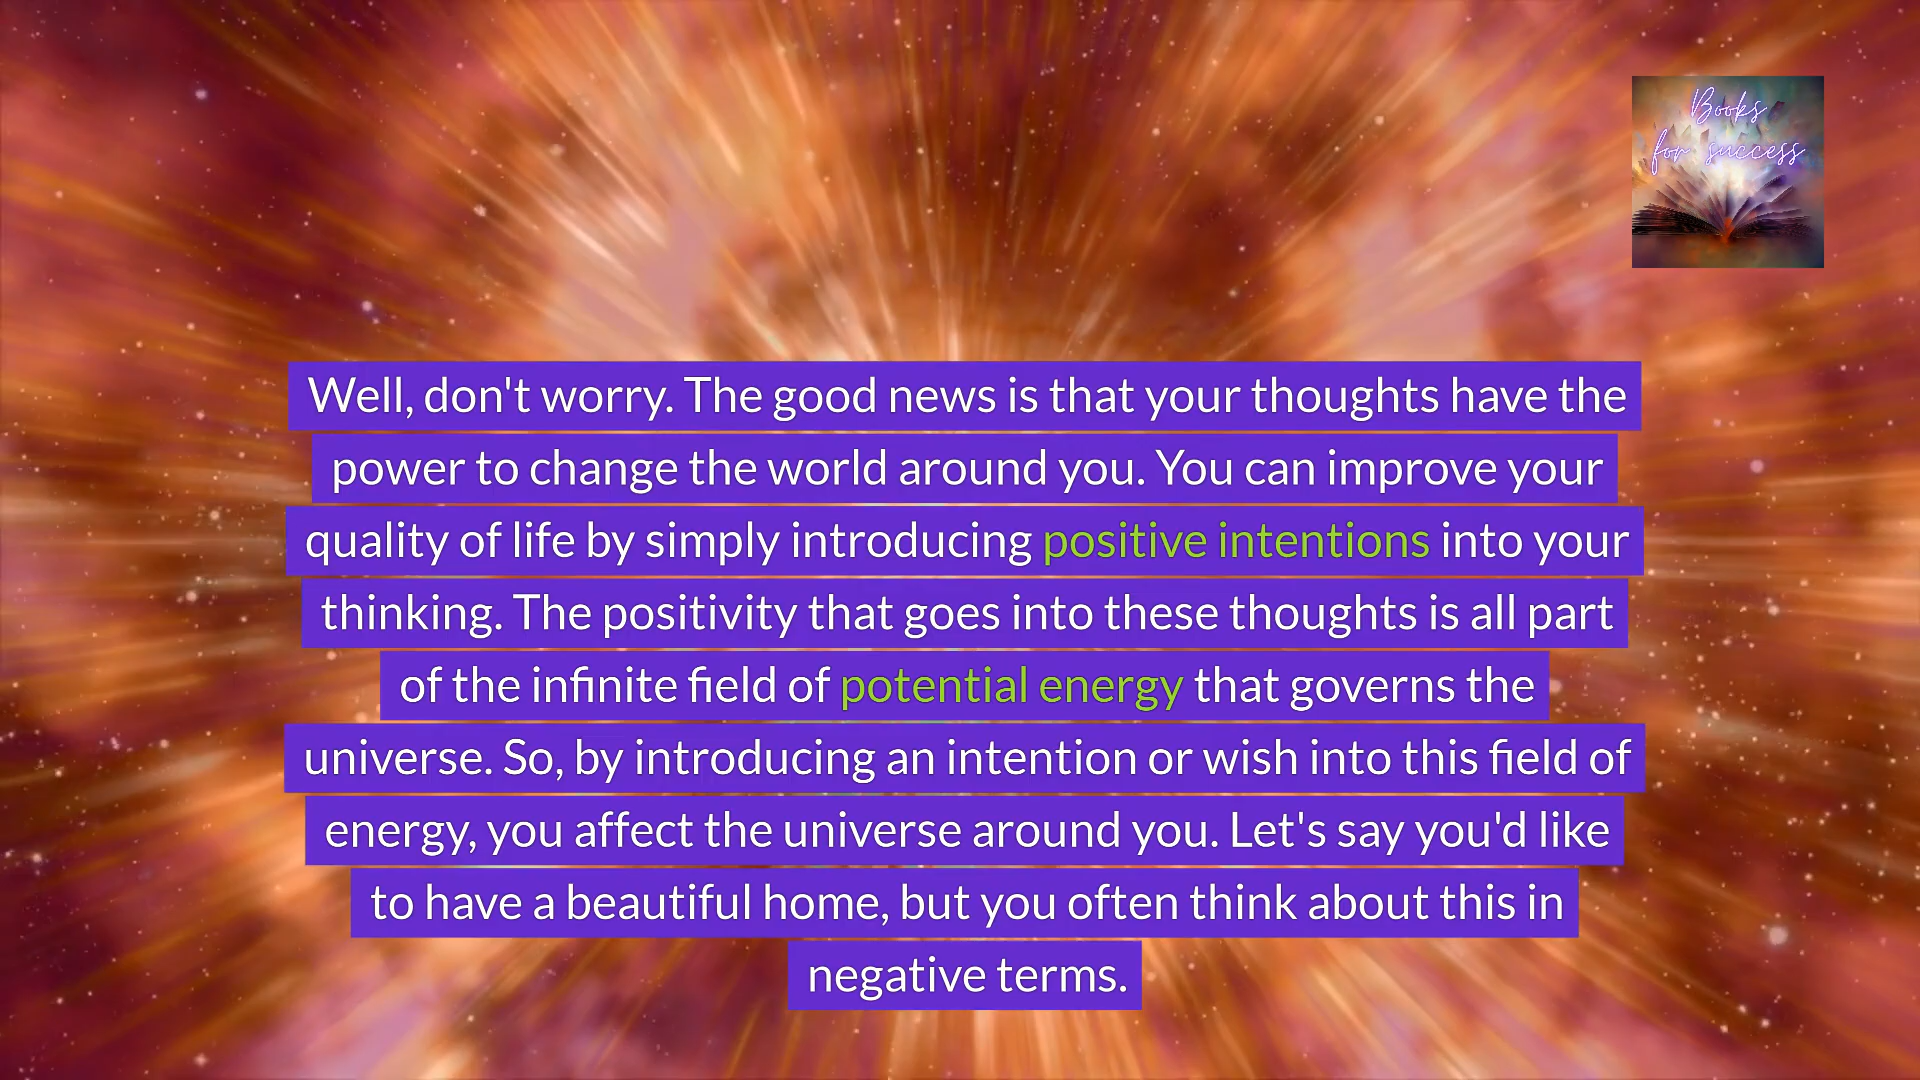 Books
for success
Well, don't worry. The good news is that your thoughts have the
power to change the world around you. You can improve your
quality of life by simply introducing positive intentions into your
thinking. The positivity that goes into these thoughts is all part
of the infinite field of potential energy that governs the
universe. So, by introducing an intention or wish into this field of
energy, you affect the universe around you. Let's say you'd like
to have a beautiful home, but you often think about this in
negative terms.